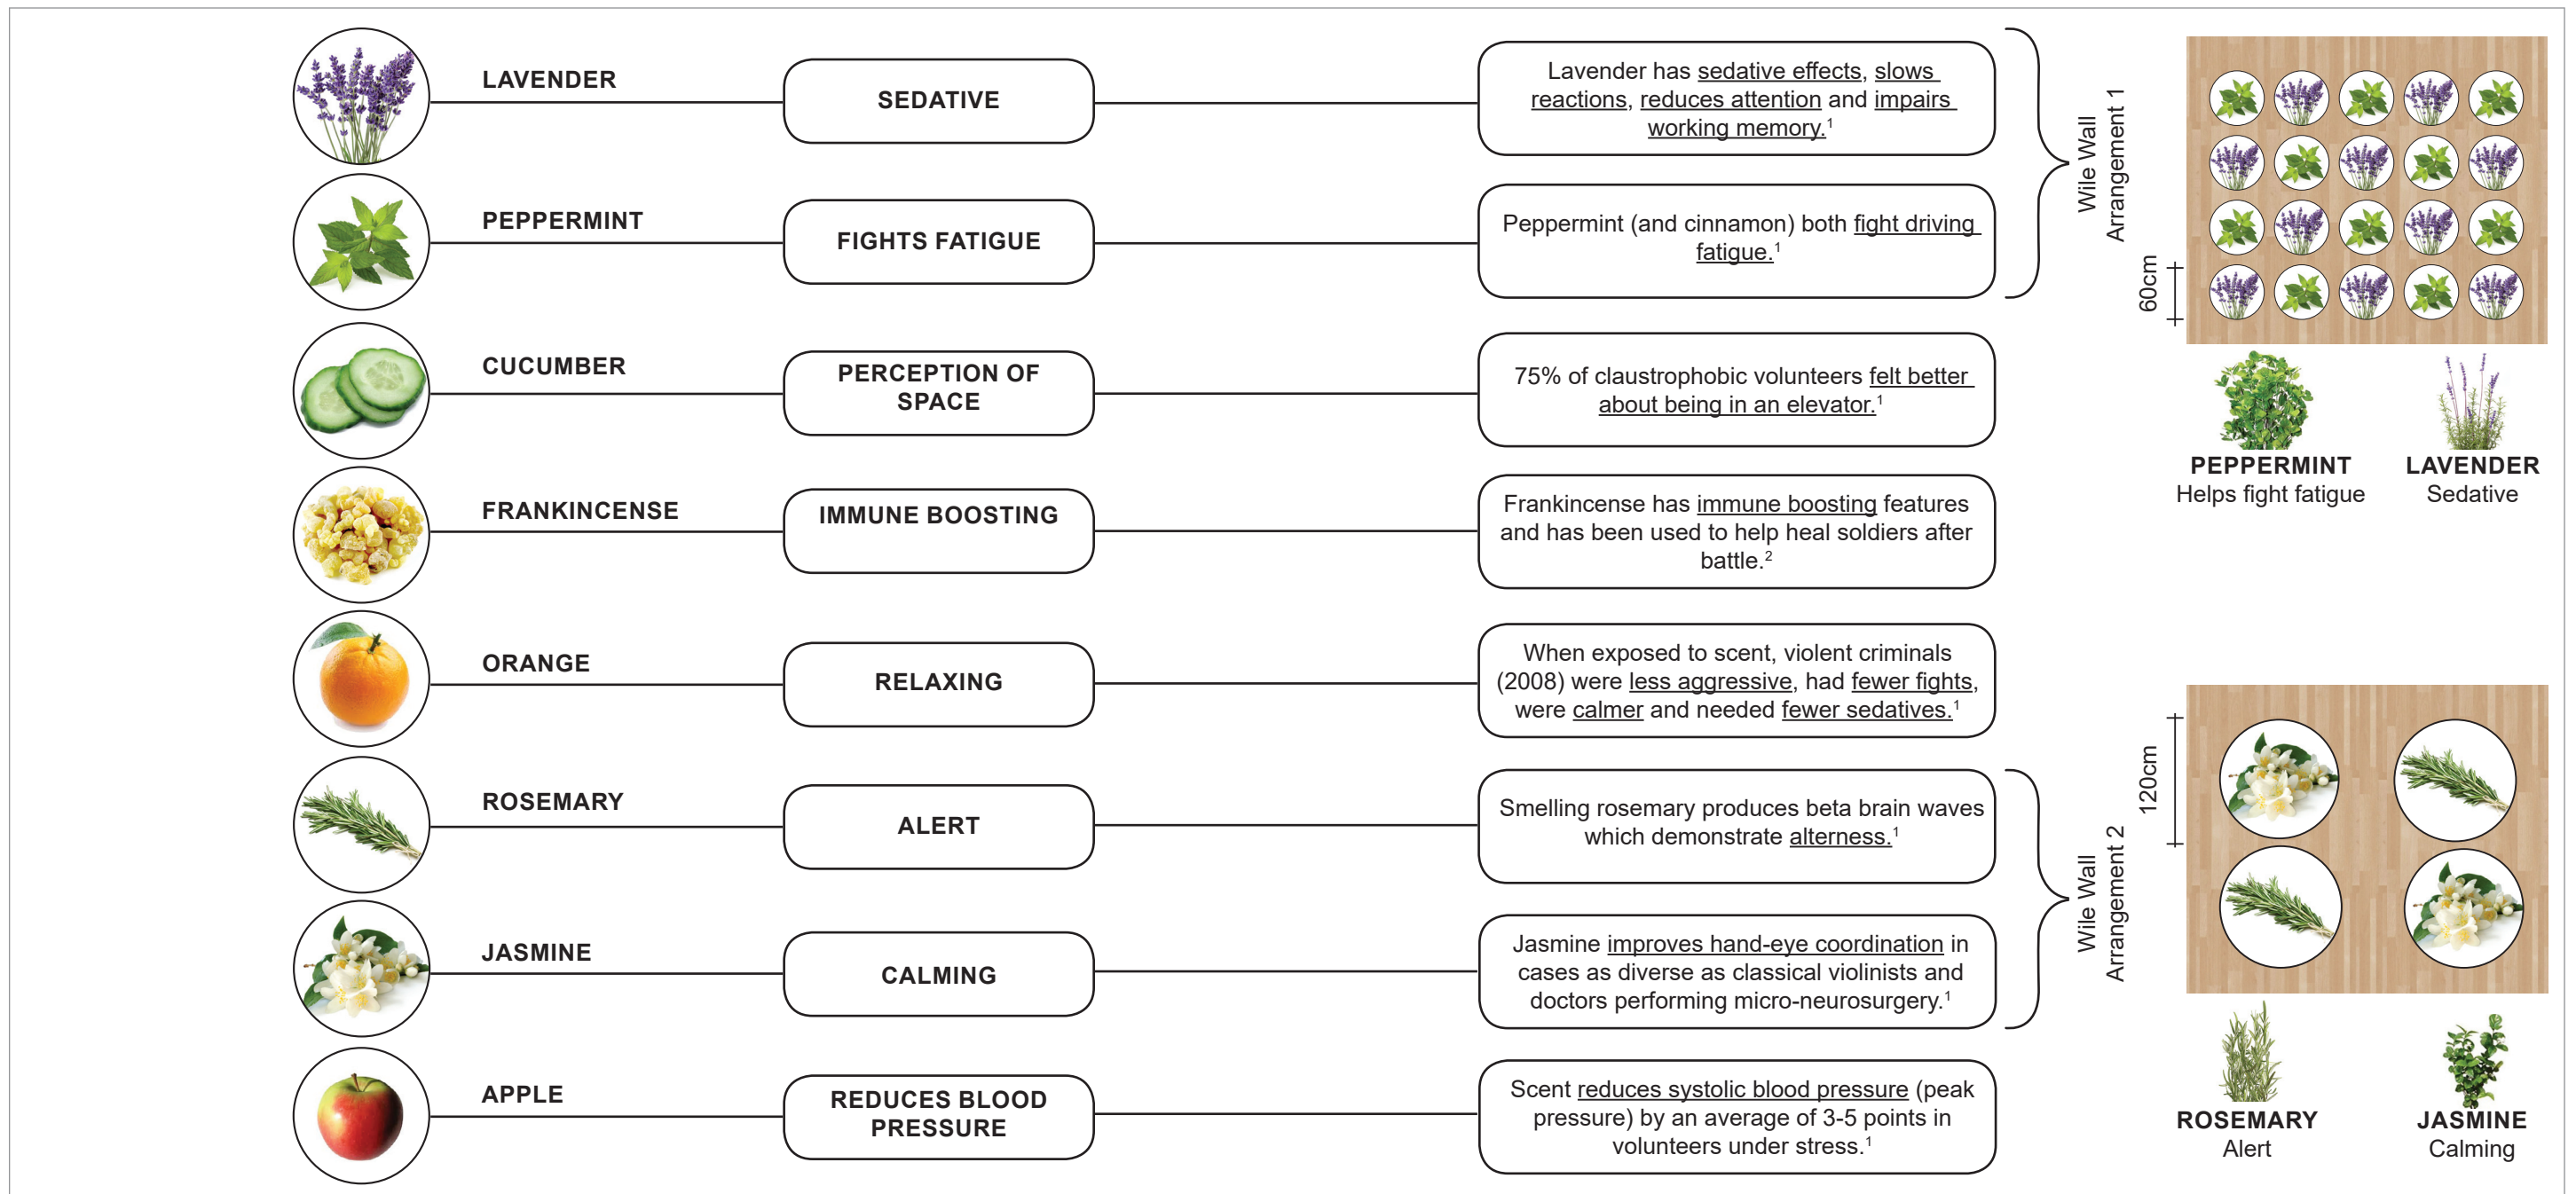 LAVENDER
SEDATIVE
Lavender has sedative effects, slows
reactions, reduces attention and impairs
working memory.1
PEPPERMINT
FIGHTS FATIGUE
Peppermint (and cinnamon) both fight driving
fatigue.1
CUCUMBER
PERCEPTION OF
SPACE
75% of claustrophobic volunteers felt better
about being in an elevator.1
FRANKINCENSE
IMMUNE BOOSTING
Frankincense has immune boosting features
and has been used to help heal soldiers after
battle.2
ORANGE
RELAXING
When exposed to scent, violent criminals
(2008) were less aggressive, had fewer fights,
were calmer and needed fewer sedatives.1
ROSEMARY
ALERT
Smelling rosemary produces beta brain waves
which demonstrate alterness.1
JASMINE
CALMING
Jasmine improves hand-eye coordination in
cases as diverse as classical violinists and
doctors performing micro-neurosurgery.1
APPLE
REDUCES BLOOD
PRESSURE
Scent reduces systolic blood pressure (peak
pressure) by an average of 3-5 points in
volunteers under stress.1
Wile Wall
Arrangement 1
60cm
PEPPERMINT
Helps fight fatigue
LAVENDER
Sedative
Wile Wall
Arrangement 2
120cm
ROSEMARY
Alert
JASMINE
Calming